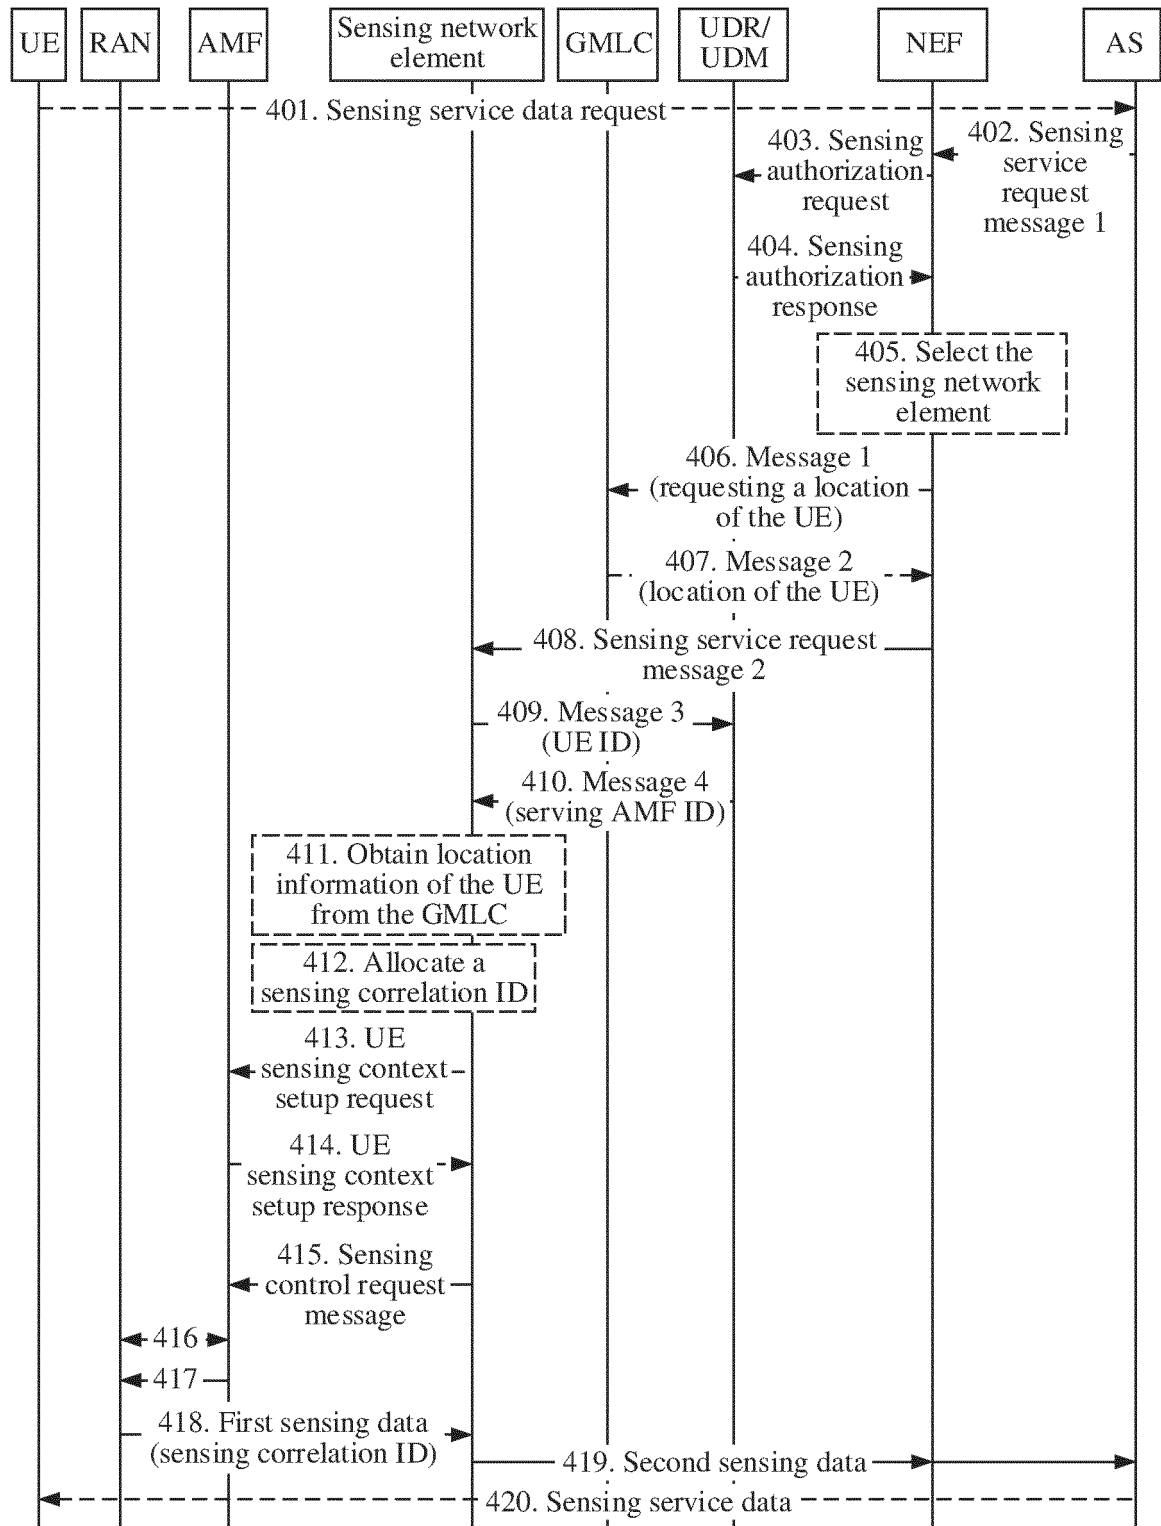 UE
RAN
AMF
Sensing network
element
GMLC
UDR/
UDM
NEF
AS
401. Sensing service data request
402. Sensing
service
request
message 1
403. Sensing
authorization
request
404. Sensing
authorization
response
405. Select the
sensing network
element
406. Message 1
(requesting a location
of the UE)
407. Message 2
(location of the UE)
408. Sensing service request
message 2
409. Message 3
(UE ID)
410. Message 4
(serving AMF ID)
411. Obtain location
information of the UE
from the GMLC
412. Allocate a
sensing correlation ID
413. UE
sensing context
setup request
414. UE
sensing context
setup response
415. Sensing
control request
message
416
417
418. First sensing data
(sensing correlation ID)
419. Second sensing data
420. Sensing service data